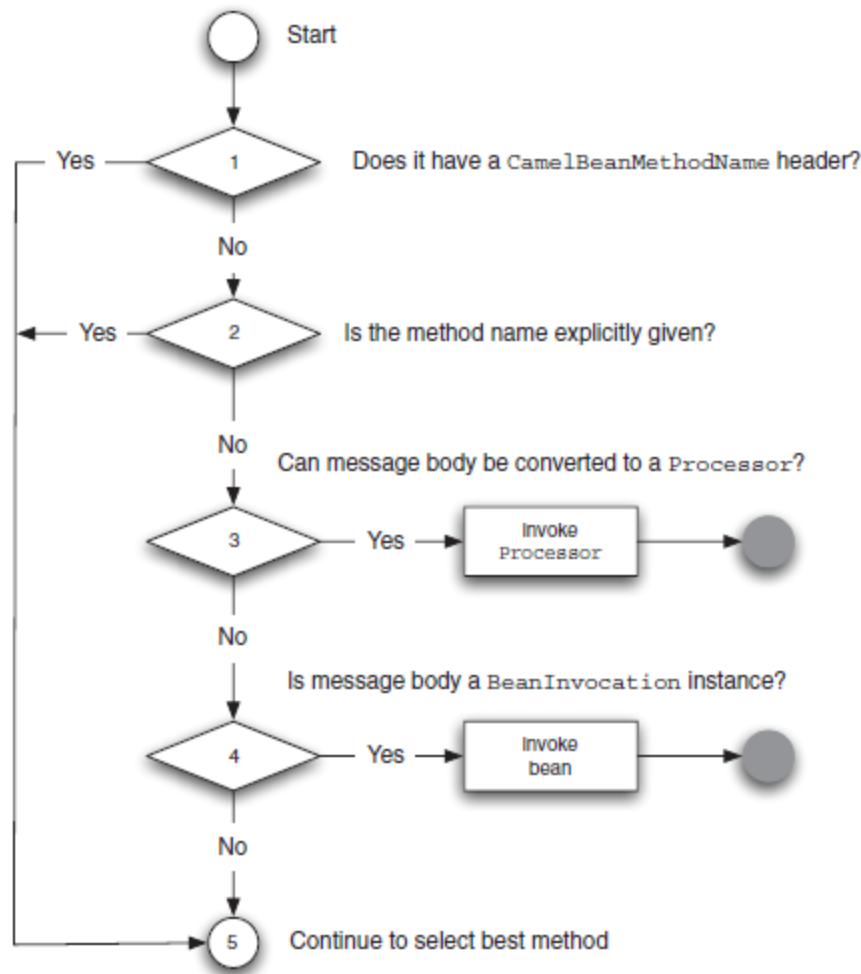 Start
Yes
1
Does it have a CamelBeanMethodName header?
No
Yes
2
Is the method name explicitly given?
No
Can message body be converted to a Processor?
3
Yes
Invoke
Processor
No
Is message body a BeanInvocation instance?
4
Yes
Invoke
bean
No
5
Continue to select best method